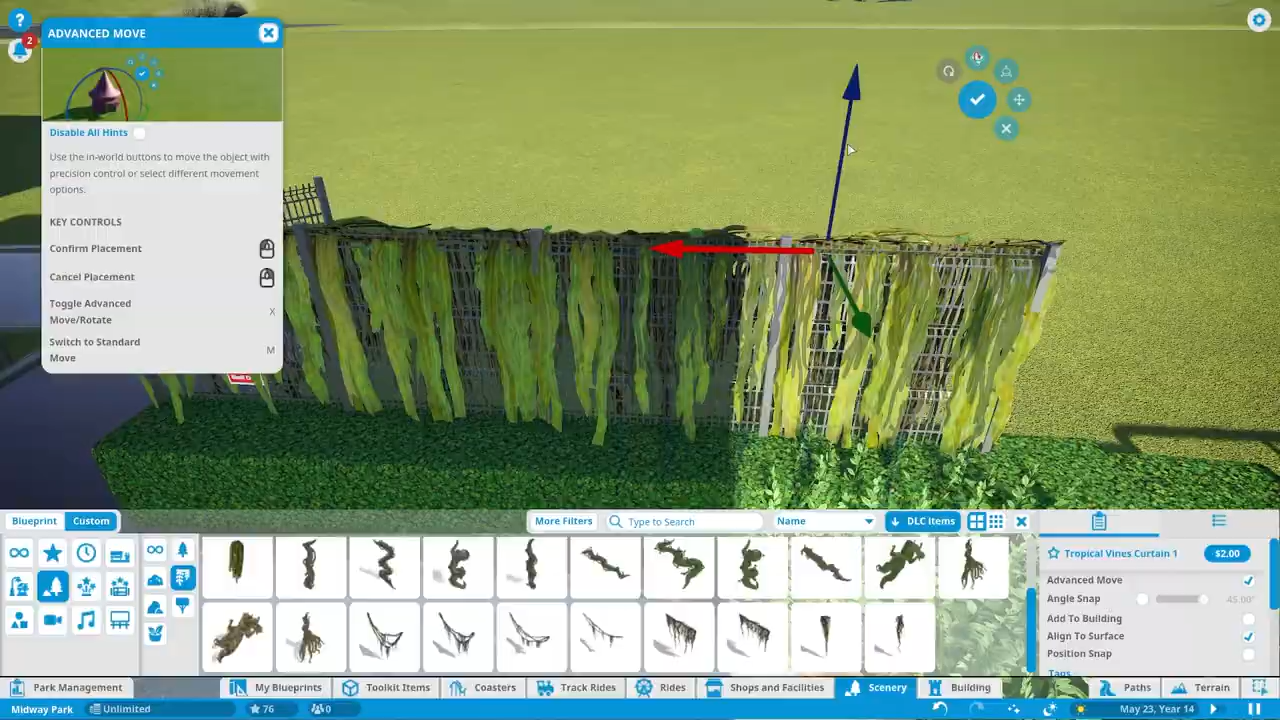 ?
2
ADVANCED MOVE
Disable All Hints
Use the in-world buttons to move the object with
precision control or select different movement
options.
KEY CONTROLS
Confirm Placement
Cancel Placement
Toggle Advanced
Move/Rotate
X
Switch to Standard
Move
M
Blueprint
Custom
More Filters
Type to Search
Name
DLC Items
Tropical Vines Curtain 1
$2.00
Advanced Move
Angle Snap
45.00°
Add To Building
Align To Surface
Position Snap
Tags
Park Management
My Blueprints
Toolkit Items
Coasters
Track Rides
Rides
Shops and Facilities
Scenery
Building
Paths
Terrain
Midway Park
Unlimited
76
0
May 23, Year 14